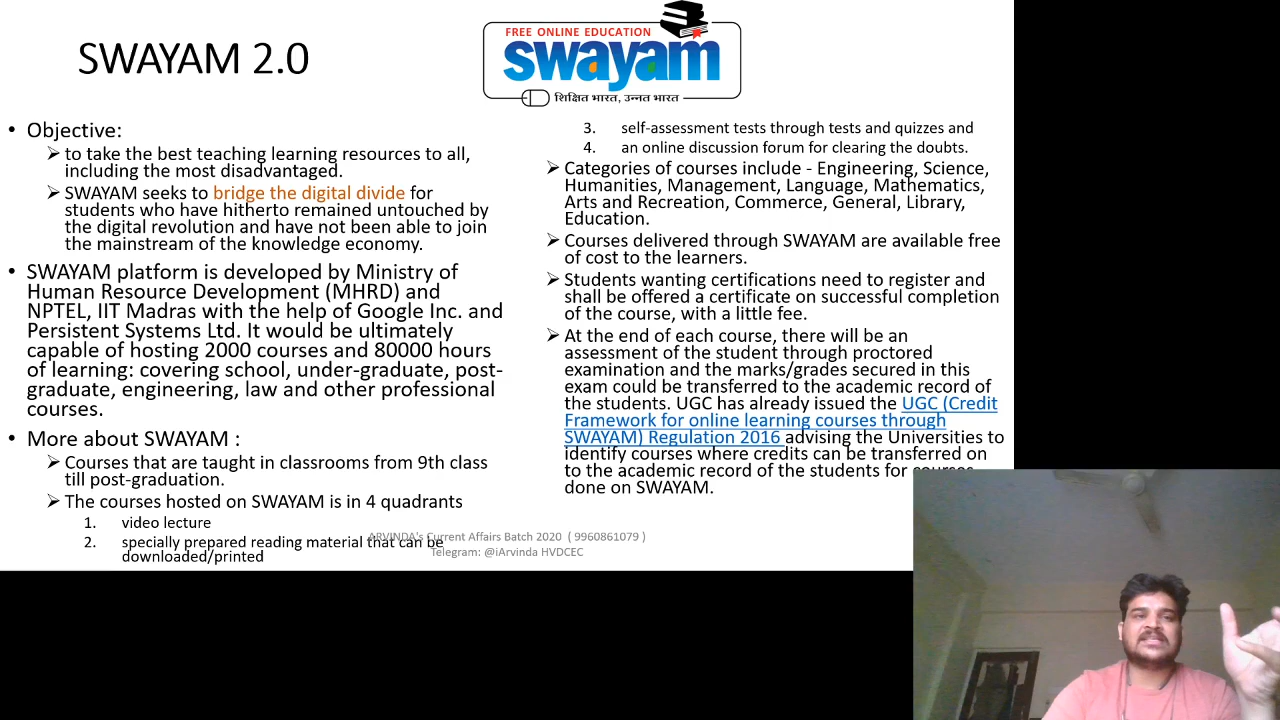 SWAYAM 2.0
FREE ONLINE EDUCATION
swayam
शिक्षित भारत, उन्नत भारत
• Objective:
➢ to take the best teaching learning resources to all,
including the most disadvantaged.
➢ SWAYAM seeks to bridge the digital divide for
students who have hitherto remained untouched by
the digital revolution and have not been able to join
the mainstream of the knowledge economy.
• SWAYAM platform is developed by Ministry of
Human Resource Development (MHRD) and
NPTEL, IIT Madras with the help of Google Inc. and
Persistent Systems Ltd. It would be ultimately
capable of hosting 2000 courses and 80000 hours
of learning: covering school, under-graduate, post-
graduate, engineering, law and other professional
courses.
• More about SWAYAM :
➢ Courses that are taught in classrooms from 9th class
till post-graduation.
➢ The courses hosted on SWAYAM is in 4 quadrants
1. video lecture
2. specially prepared reading material that can be
downloaded/printed
3. self-assessment tests through tests and quizzes and
4. an online discussion forum for clearing the doubts.
➢ Categories of courses include - Engineering, Science,
Humanities, Management, Language, Mathematics,
Arts and Recreation, Commerce, General, Library,
Education.
➢ Courses delivered through SWAYAM are available free
of cost to the learners.
➢ Students wanting certifications need to register and
shall be offered a certificate on successful completion
of the course, with a little fee.
➢ At the end of each course, there will be an
assessment of the student through proctored
examination and the marks/grades secured in this
exam could be transferred to the academic record of
the students. UGC has already issued the UGC (Credit
Framework for online learning courses through
SWAYAM) Regulation 2016 advising the Universities to
identify courses where credits can be transferred on
to the academic record of the students for courses
done on SWAYAM.
ARVINDA's Current Affairs Batch 2020 ( 9960861079 )
Telegram: @iArvinda HVDCEC